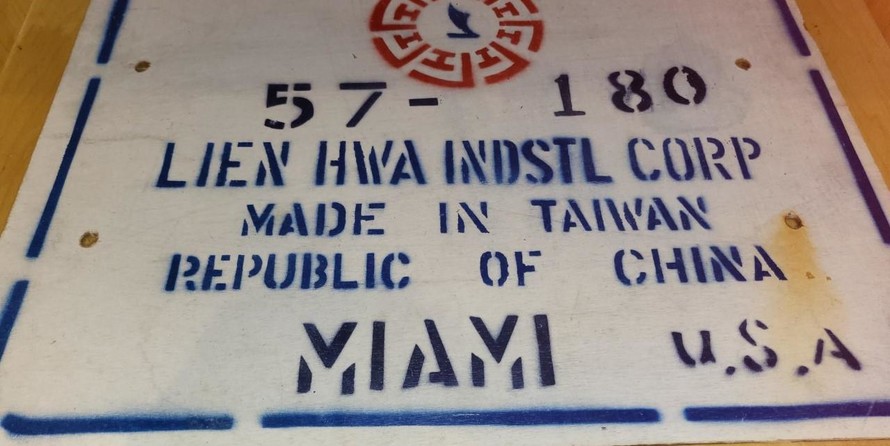 57- 180
LIEN HWA INDSTL CORP
MADE IN TAIWAN
REPUBLIC OF CHINA
MIAMI U.S.A